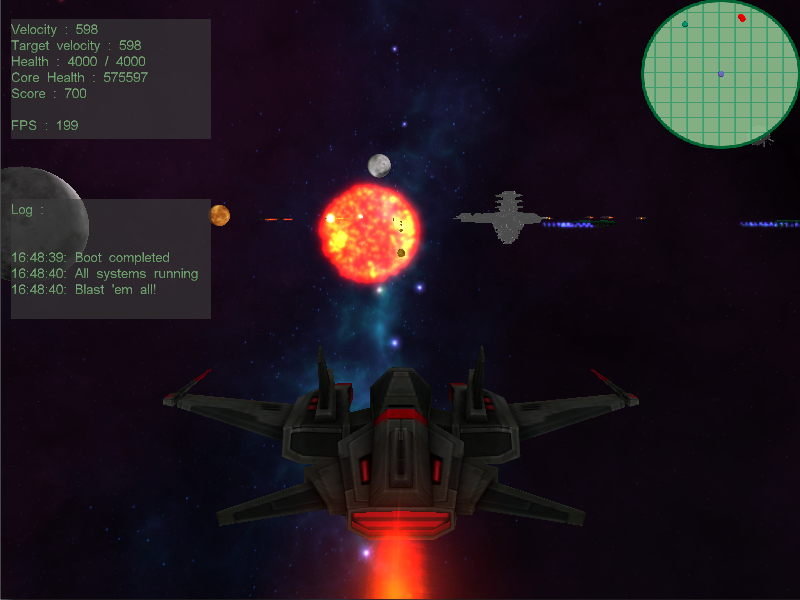 Velocity : 598
Target velocity : 598
Health : 4000 / 4000
Core Health : 575597
Score : 700
FPS : 199
Log :
16:48:39: Boot completed
16:48:40: All systems running
16:48:40: Blast 'em all!